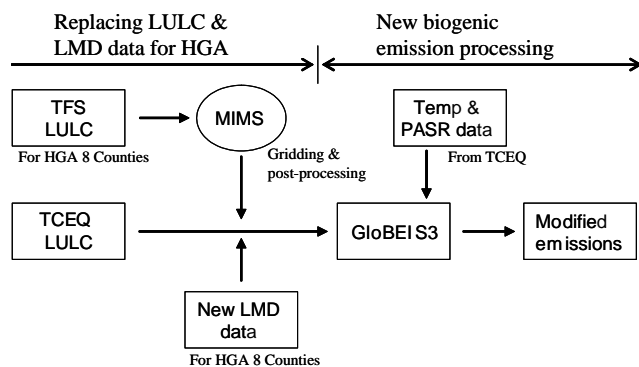 Replacing LULC &
LMD data for HGA
New biogenic
emission processing
TFS
LULC
For HGA 8 Counties
MIMS
Gridding &
post-processing
Temp &
PASR data
From TCEQ
TCEQ
LULC
GloBEIS3
Modified
emissions
New LMD
data
For HGA 8 Counties